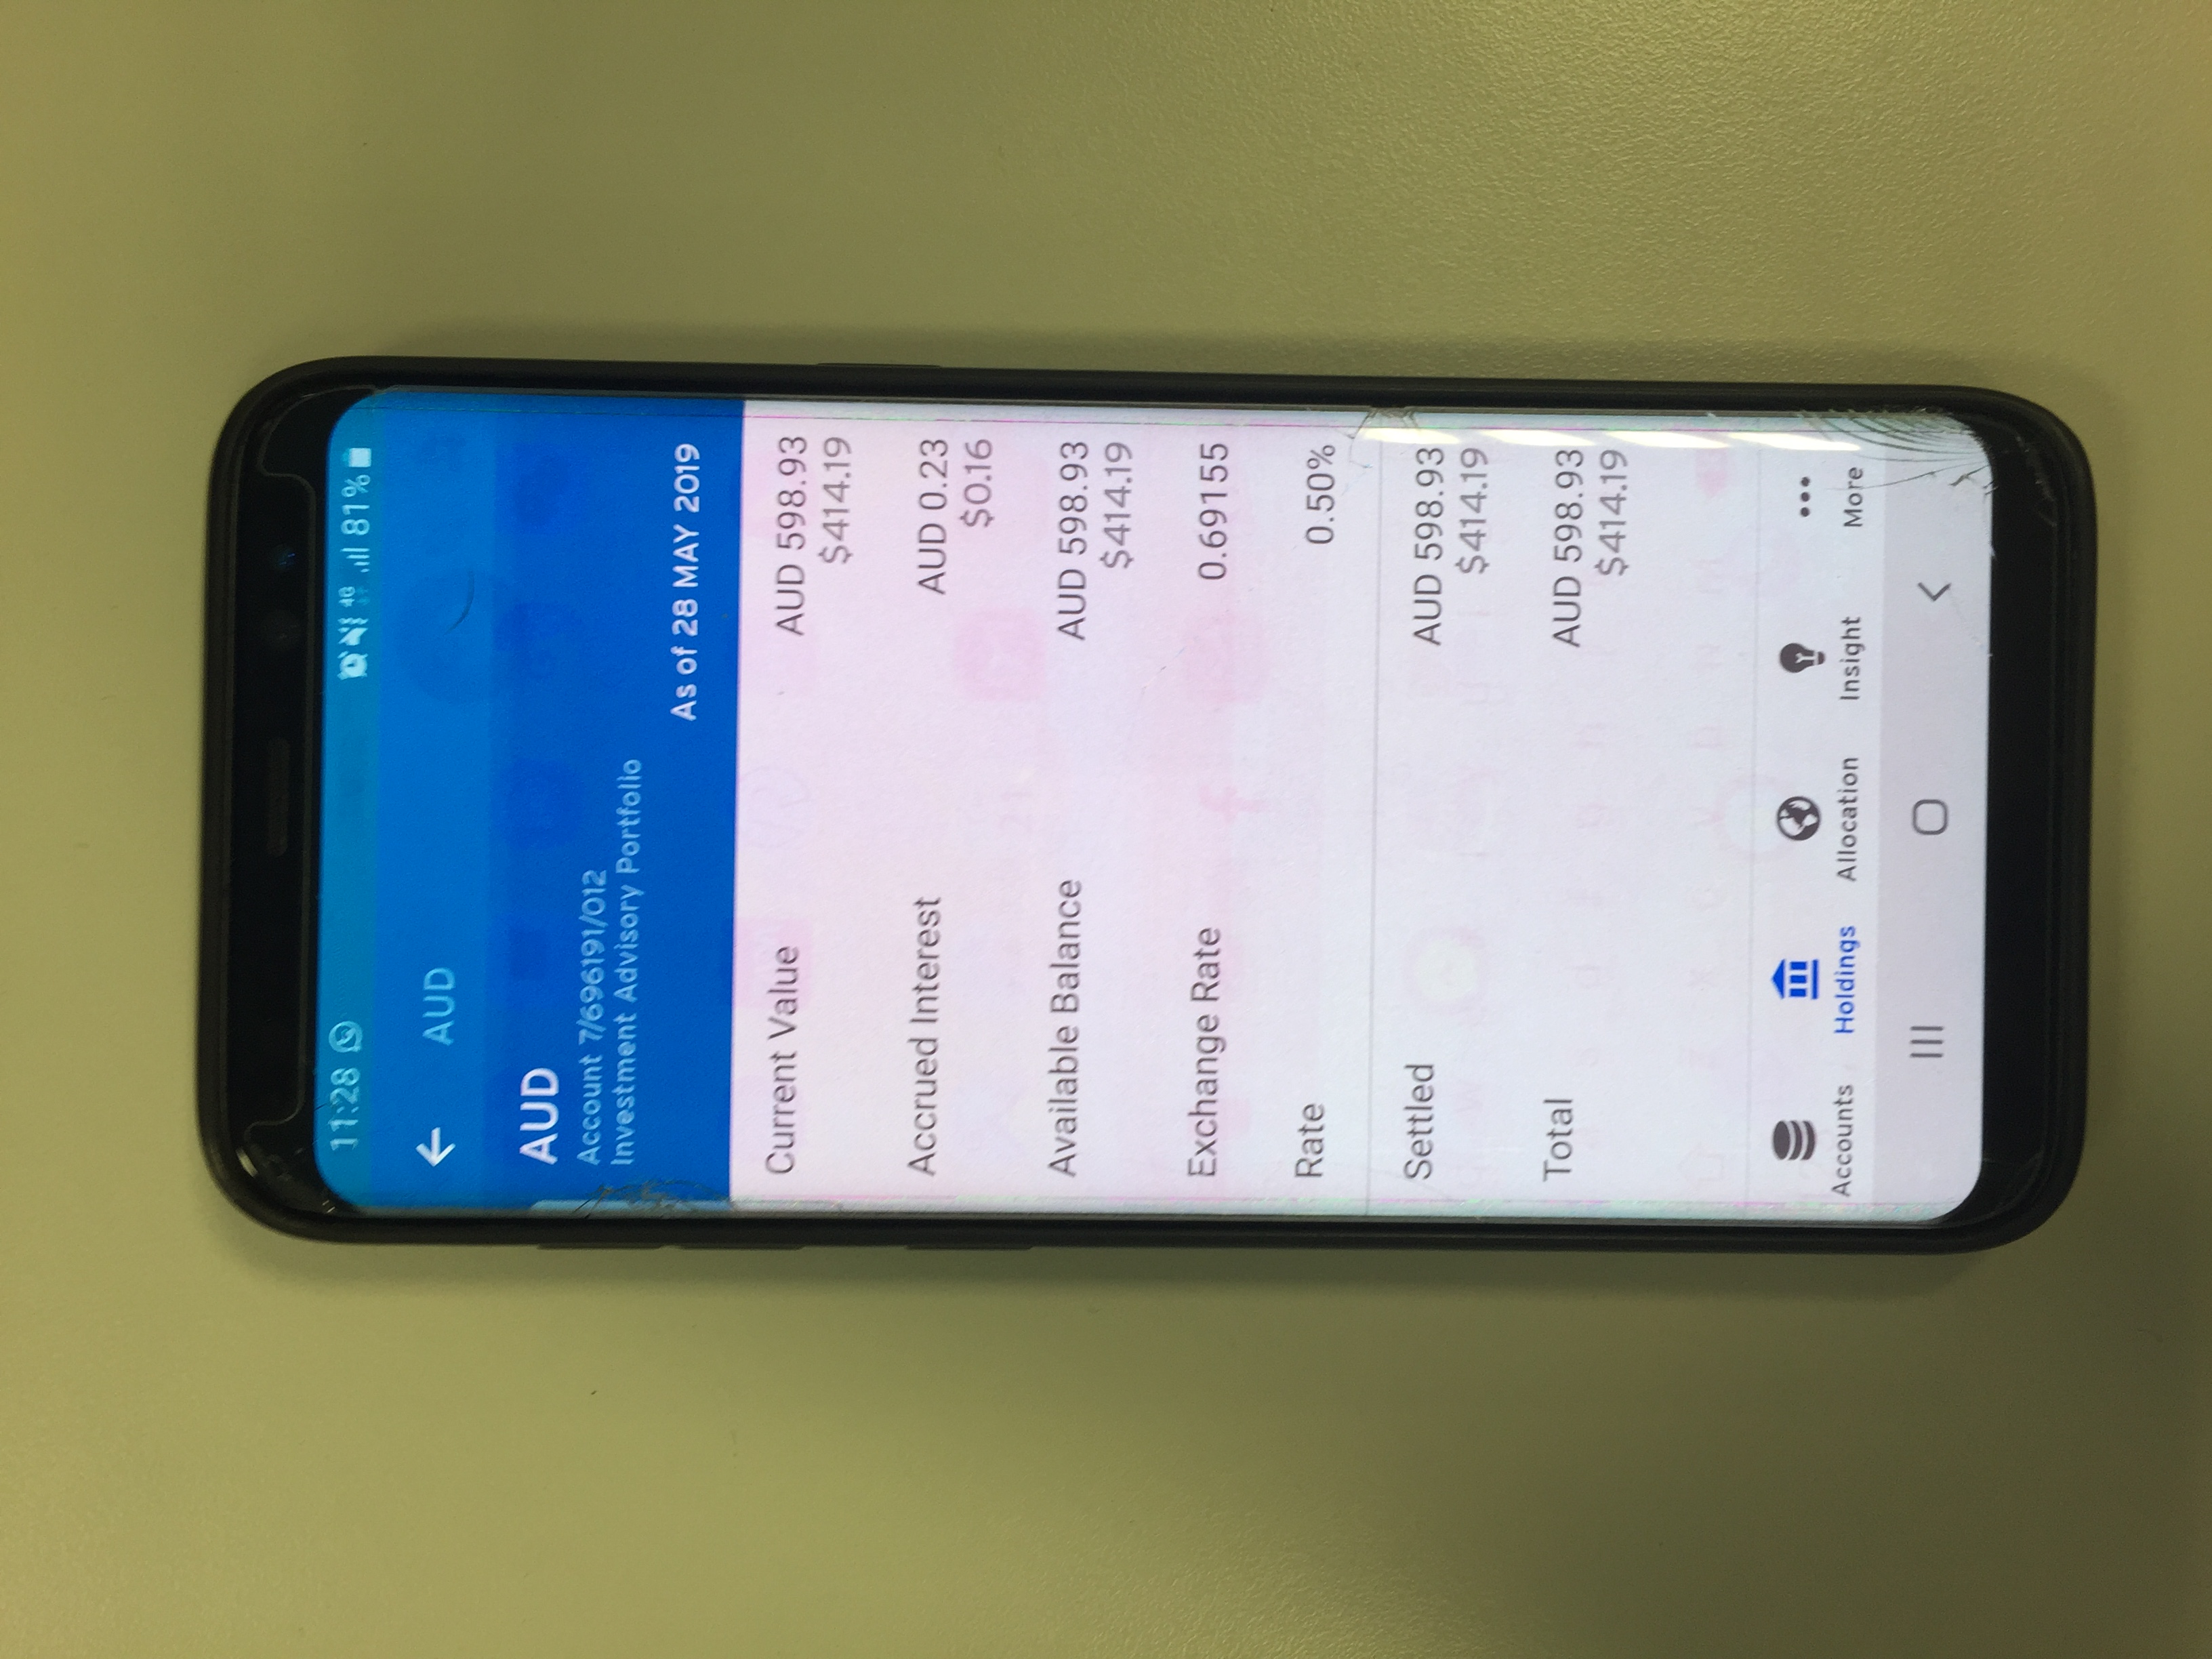 11:28 4G 81%
AUD
AUD
Account 7/696191/012
Investment Advisory Portfolio
As of 28 MAY 2019
Current Value AUD 598.93
$414.19
Accrued Interest AUD 0.23
$0.16
Available Balance AUD 598.93
$414.19
Exchange Rate 0.69155
Rate 0.50%
Settled AUD 598.93
$414.19
Total AUD 598.93
$414.19
Accounts Holdings Allocation Insight More